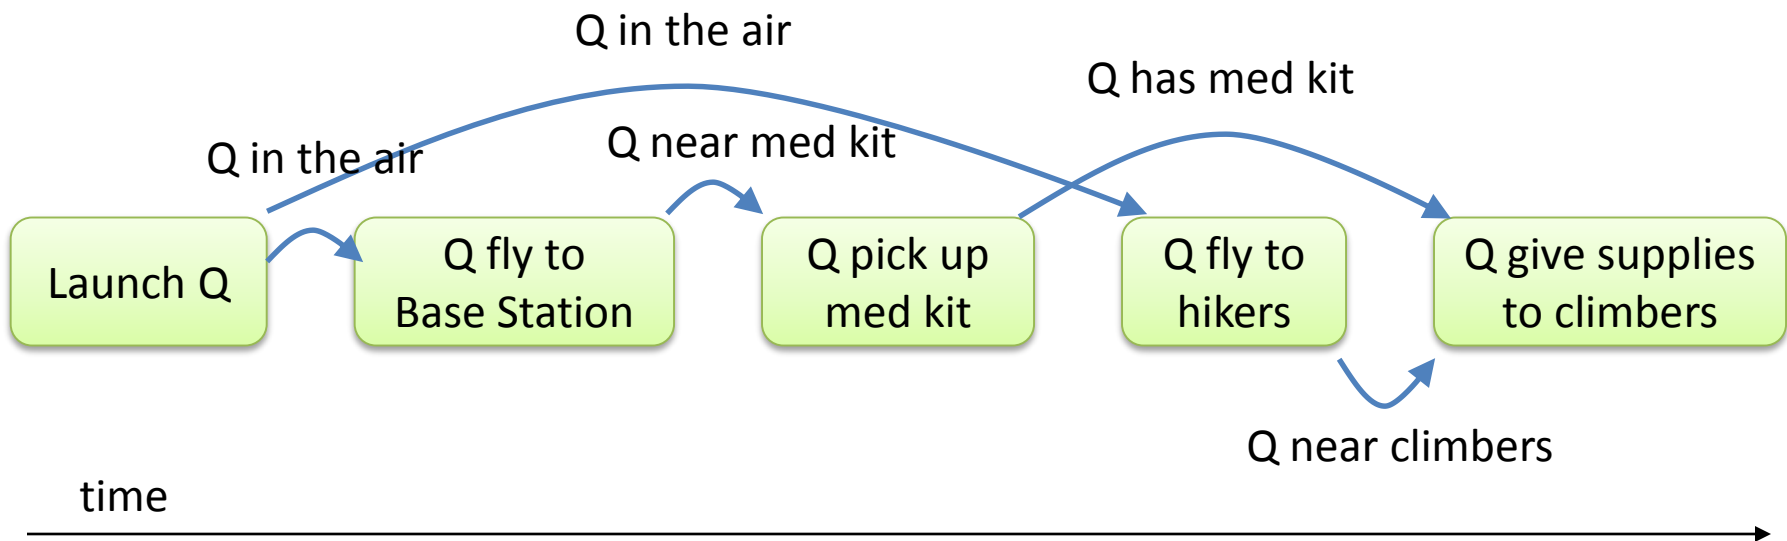 Q in the air
Q has med kit
Q in the air
Q near med kit
Launch Q
Q fly to
Base Station
Q pick up
med kit
Q fly to
hikers
Q give supplies
to climbers
Q near climbers
time